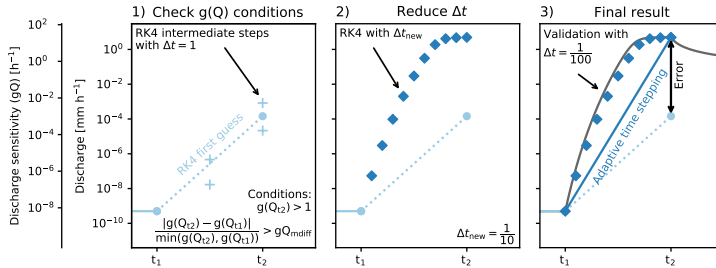 1) Check g(Q) conditions
2) Reduce Δt
3) Final result
Discharge sensitivity (gQ) [h⁻¹]
10⁰
10⁻²
10⁻⁴
10⁻⁶
10⁻⁸
Discharge [mm h⁻¹]
10⁰
10⁻²
10⁻⁴
10⁻⁶
10⁻⁸
10⁻¹⁰
RK4 intermediate steps
with Δt = 1
RK4 first guess
Conditions:
g(Q_t2) > 1
|g(Q_t2) − g(Q_t1)| / min(g(Q_t2), g(Q_t1)) > gQ_mdiff
t₁
t₂
RK4 with Δt_new
Δt_new = 1/10
t₁
t₂
Validation with
Δt = 1/100
Adaptive time stepping
Error
t₁
t₂